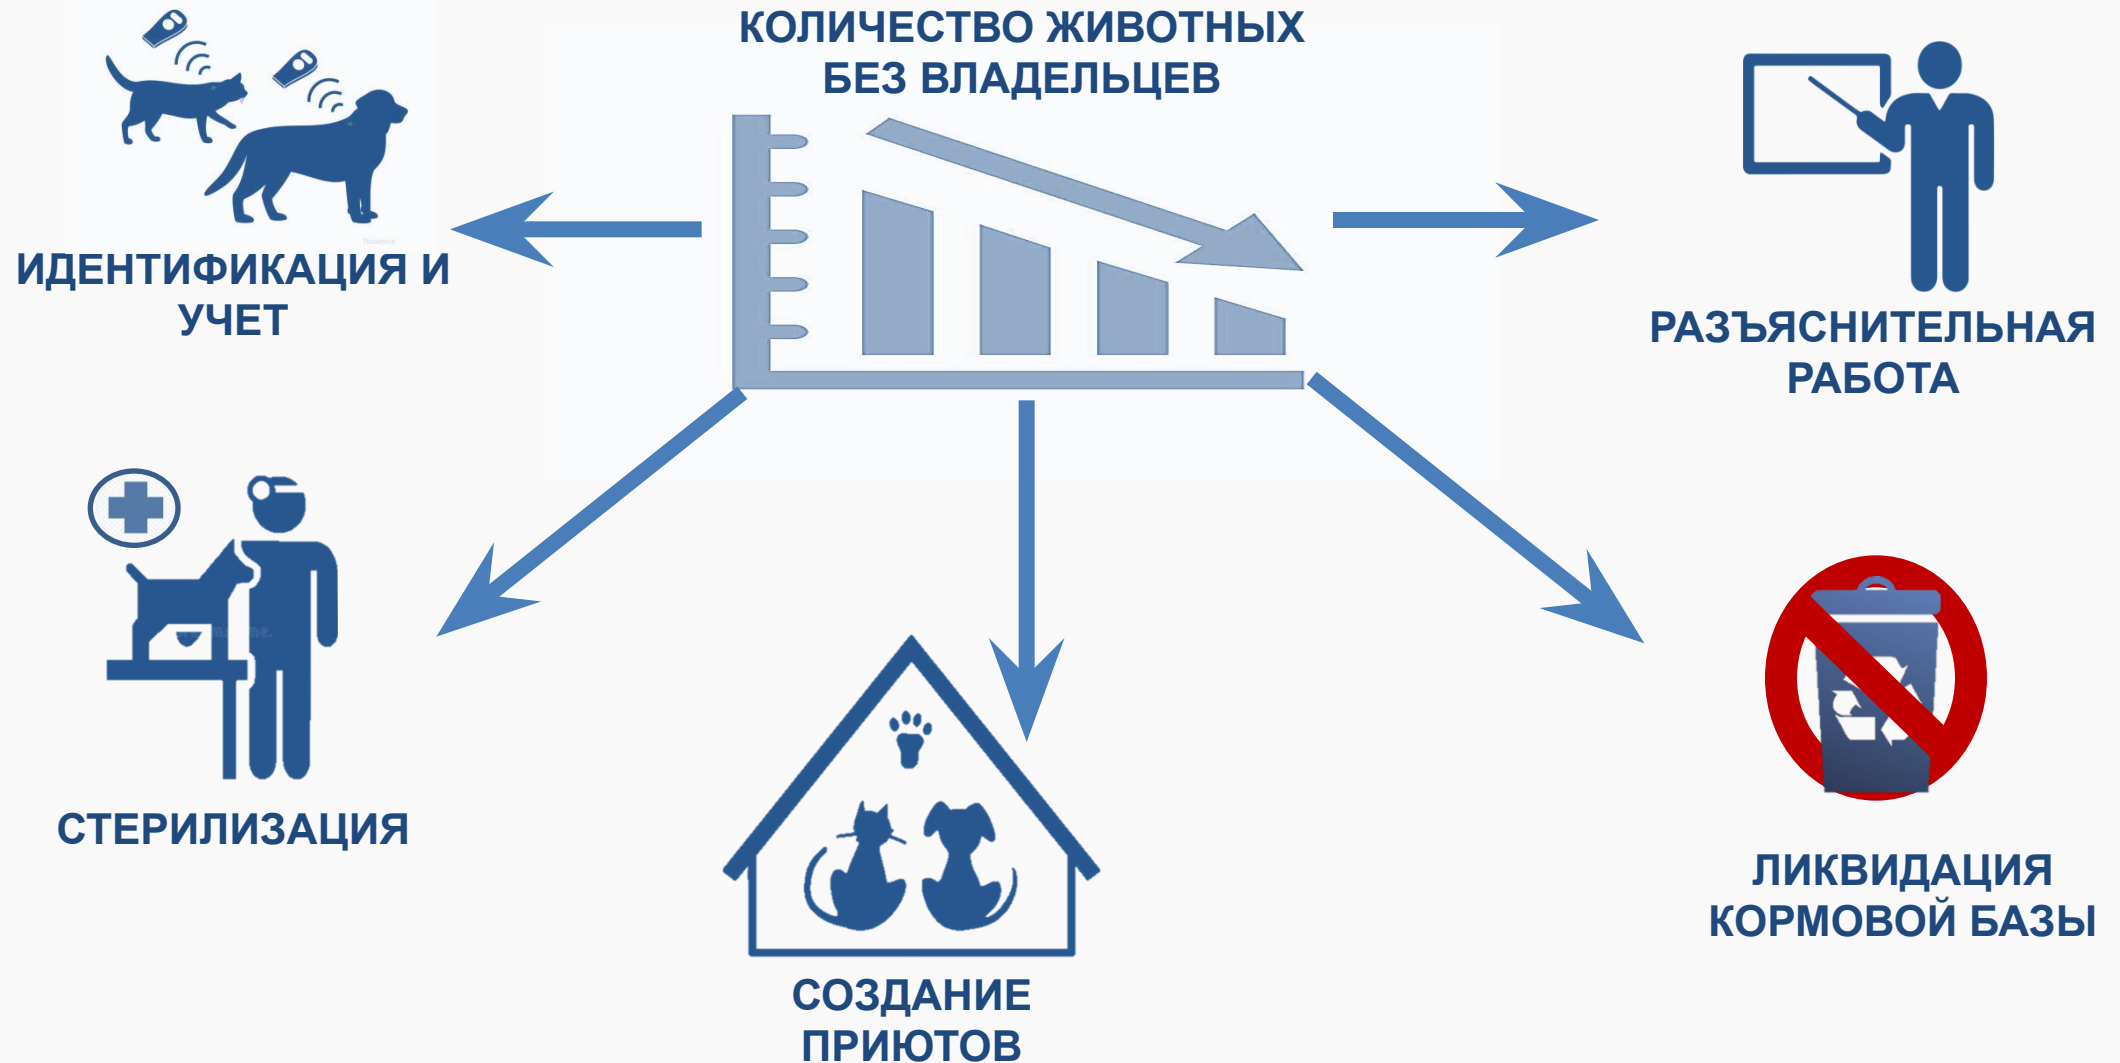 КОЛИЧЕСТВО ЖИВОТНЫХ
БЕЗ ВЛАДЕЛЬЦЕВ
ИДЕНТИФИКАЦИЯ И
УЧЕТ
РАЗЪЯСНИТЕЛЬНАЯ
РАБОТА
СТЕРИЛИЗАЦИЯ
СОЗДАНИЕ
ПРИЮТОВ
ЛИКВИДАЦИЯ
КОРМОВОЙ БАЗЫ